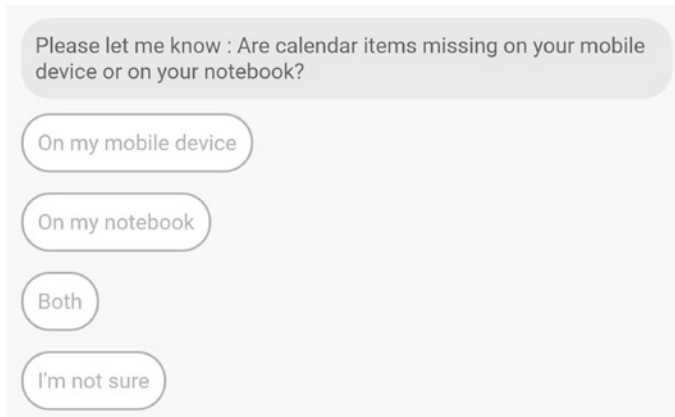 Please let me know : Are calendar items missing on your mobile
device or on your notebook?
On my mobile device
On my notebook
Both
I'm not sure